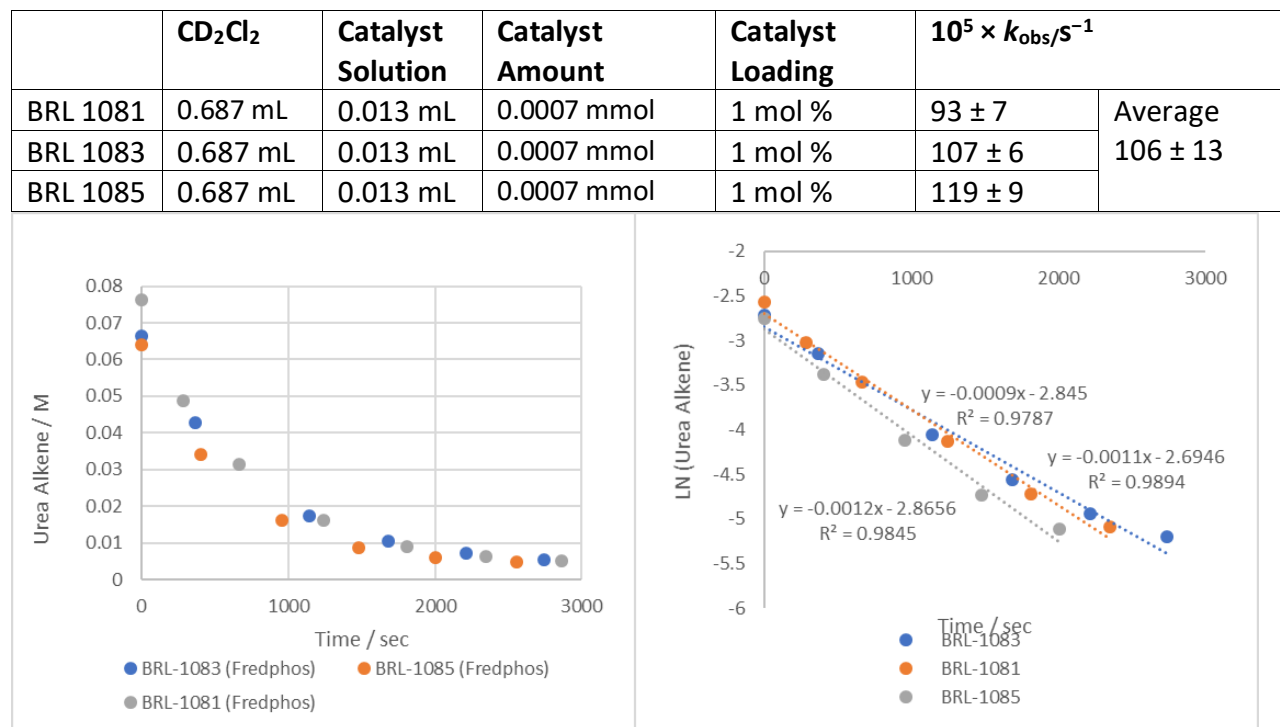 CD₂Cl₂ Catalyst Solution Catalyst Amount Catalyst Loading 10⁵ × kobs/s⁻¹
BRL 1081 0.687 mL 0.013 mL 0.0007 mmol 1 mol % 93 ± 7 Average 106 ± 13
BRL 1083 0.687 mL 0.013 mL 0.0007 mmol 1 mol % 107 ± 6
BRL 1085 0.687 mL 0.013 mL 0.0007 mmol 1 mol % 119 ± 9
Urea Alkene / M
0.08
0.07
0.06
0.05
0.04
0.03
0.02
0.01
0
0 1000 2000 3000
Time / sec
BRL-1083 (Fredphos) BRL-1085 (Fredphos)
BRL-1081 (Fredphos)
LN (Urea Alkene)
-2
0 1000 2000 3000
-2.5
-3
-3.5
-4
-4.5
-5
-5.5
-6
y = -0.0009x - 2.845
R² = 0.9787
y = -0.0011x - 2.6946
R² = 0.9894
y = -0.0012x - 2.8656
R² = 0.9845
Time / sec
BRL-1083
BRL-1081
BRL-1085